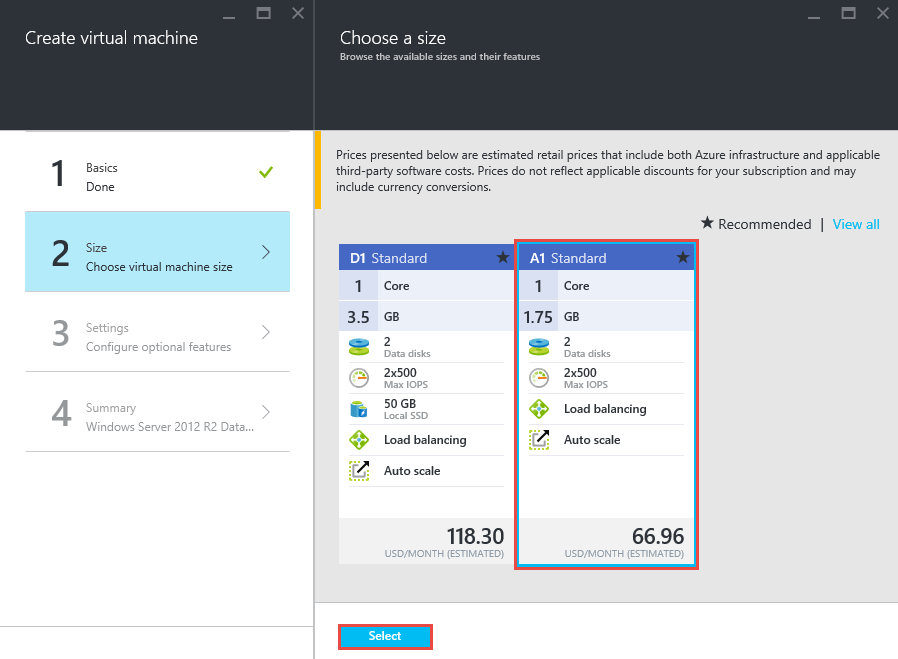 Create virtual machine
1
Basics
Done
2
Size
Choose virtual machine size
3
Settings
Configure optional features
4
Summary
Windows Server 2012 R2 Data...
Choose a size
Browse the available sizes and their features
Prices presented below are estimated retail prices that include both Azure infrastructure and applicable
third-party software costs. Prices do not reflect applicable discounts for your subscription and may
include currency conversions.
★ Recommended | View all
D1 Standard ★
1 Core
3.5 GB
2
Data disks
2x500
Max IOPS
50 GB
Local SSD
Load balancing
Auto scale
118.30
USD/MONTH (ESTIMATED)
A1 Standard ★
1 Core
1.75 GB
2
Data disks
2x500
Max IOPS
Load balancing
Auto scale
66.96
USD/MONTH (ESTIMATED)
Select